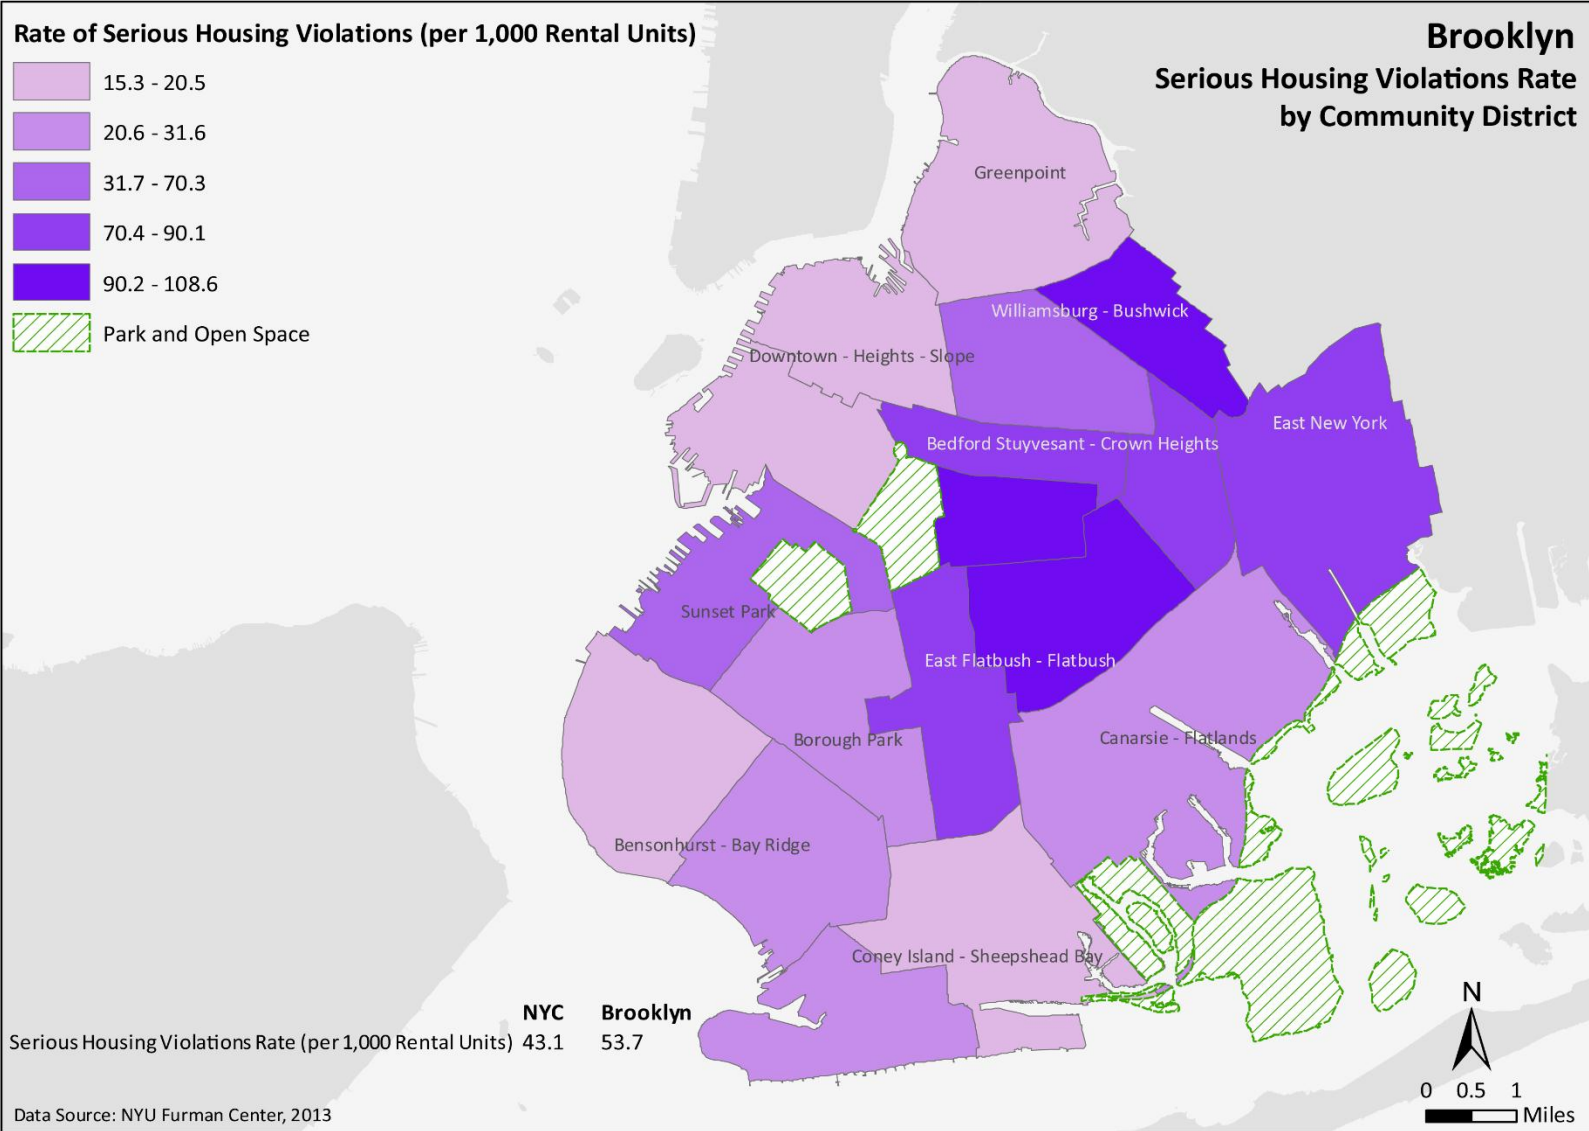 Rate of Serious Housing Violations (per 1,000 Rental Units)
15.3 - 20.5
20.6 - 31.6
31.7 - 70.3
70.4 - 90.1
90.2 - 108.6
Park and Open Space
Brooklyn
Serious Housing Violations Rate
by Community District
Greenpoint
Williamsburg - Bushwick
Downtown - Heights - Slope
East New York
Bedford Stuyvesant - Crown Heights
Sunset Park
East Flatbush - Flatbush
Borough Park
Canarsie - Flatlands
Bensonhurst - Bay Ridge
Coney Island - Sheepshead Bay
NYC Brooklyn
Serious Housing Violations Rate (per 1,000 Rental Units) 43.1 53.7
Data Source: NYU Furman Center, 2013
N
0 0.5 1
Miles